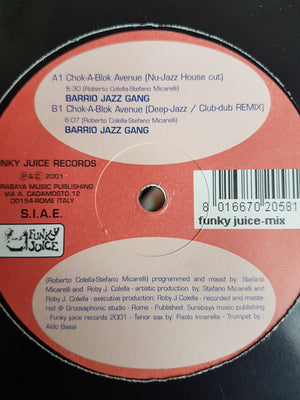 A1 Chok-A-Blok Avenue (Nu-Jazz House cut)
5:30 (Roberto Colella-Stefano Micarelli)
BARRIO JAZZ GANG
B1 Chok-A-Blok Avenue (Deep-Jazz / Club-dub REMIX)
6:07 (Roberto Colella-Stefano Micarelli)
BARRIO JAZZ GANG
NKY JUICE RECORDS
P & C 2001
RABAYA MUSIC PUBLISHING
VIA A. CADAMOSTO, 12
00154-ROME ITALY
S.I.A.E.
FUNKY
JUICE
8 016670 20581
funky juice-mix
(Roberto Colella-Stefano Micarelli) programmed and mixed by: Stefano
Micarelli and Roby J. Colella - artistic production by. Stefano Micarelli and
Roby J. Colella - executive production: Roby J.Colella - recorded and maste-
red @ Groovaphonic studio - Rome - Published: Surabaya music publishing
- Funky juice records 2001 - Tenor sax by: Paolo Innarella - Trumpet by :
Aldo Bassi